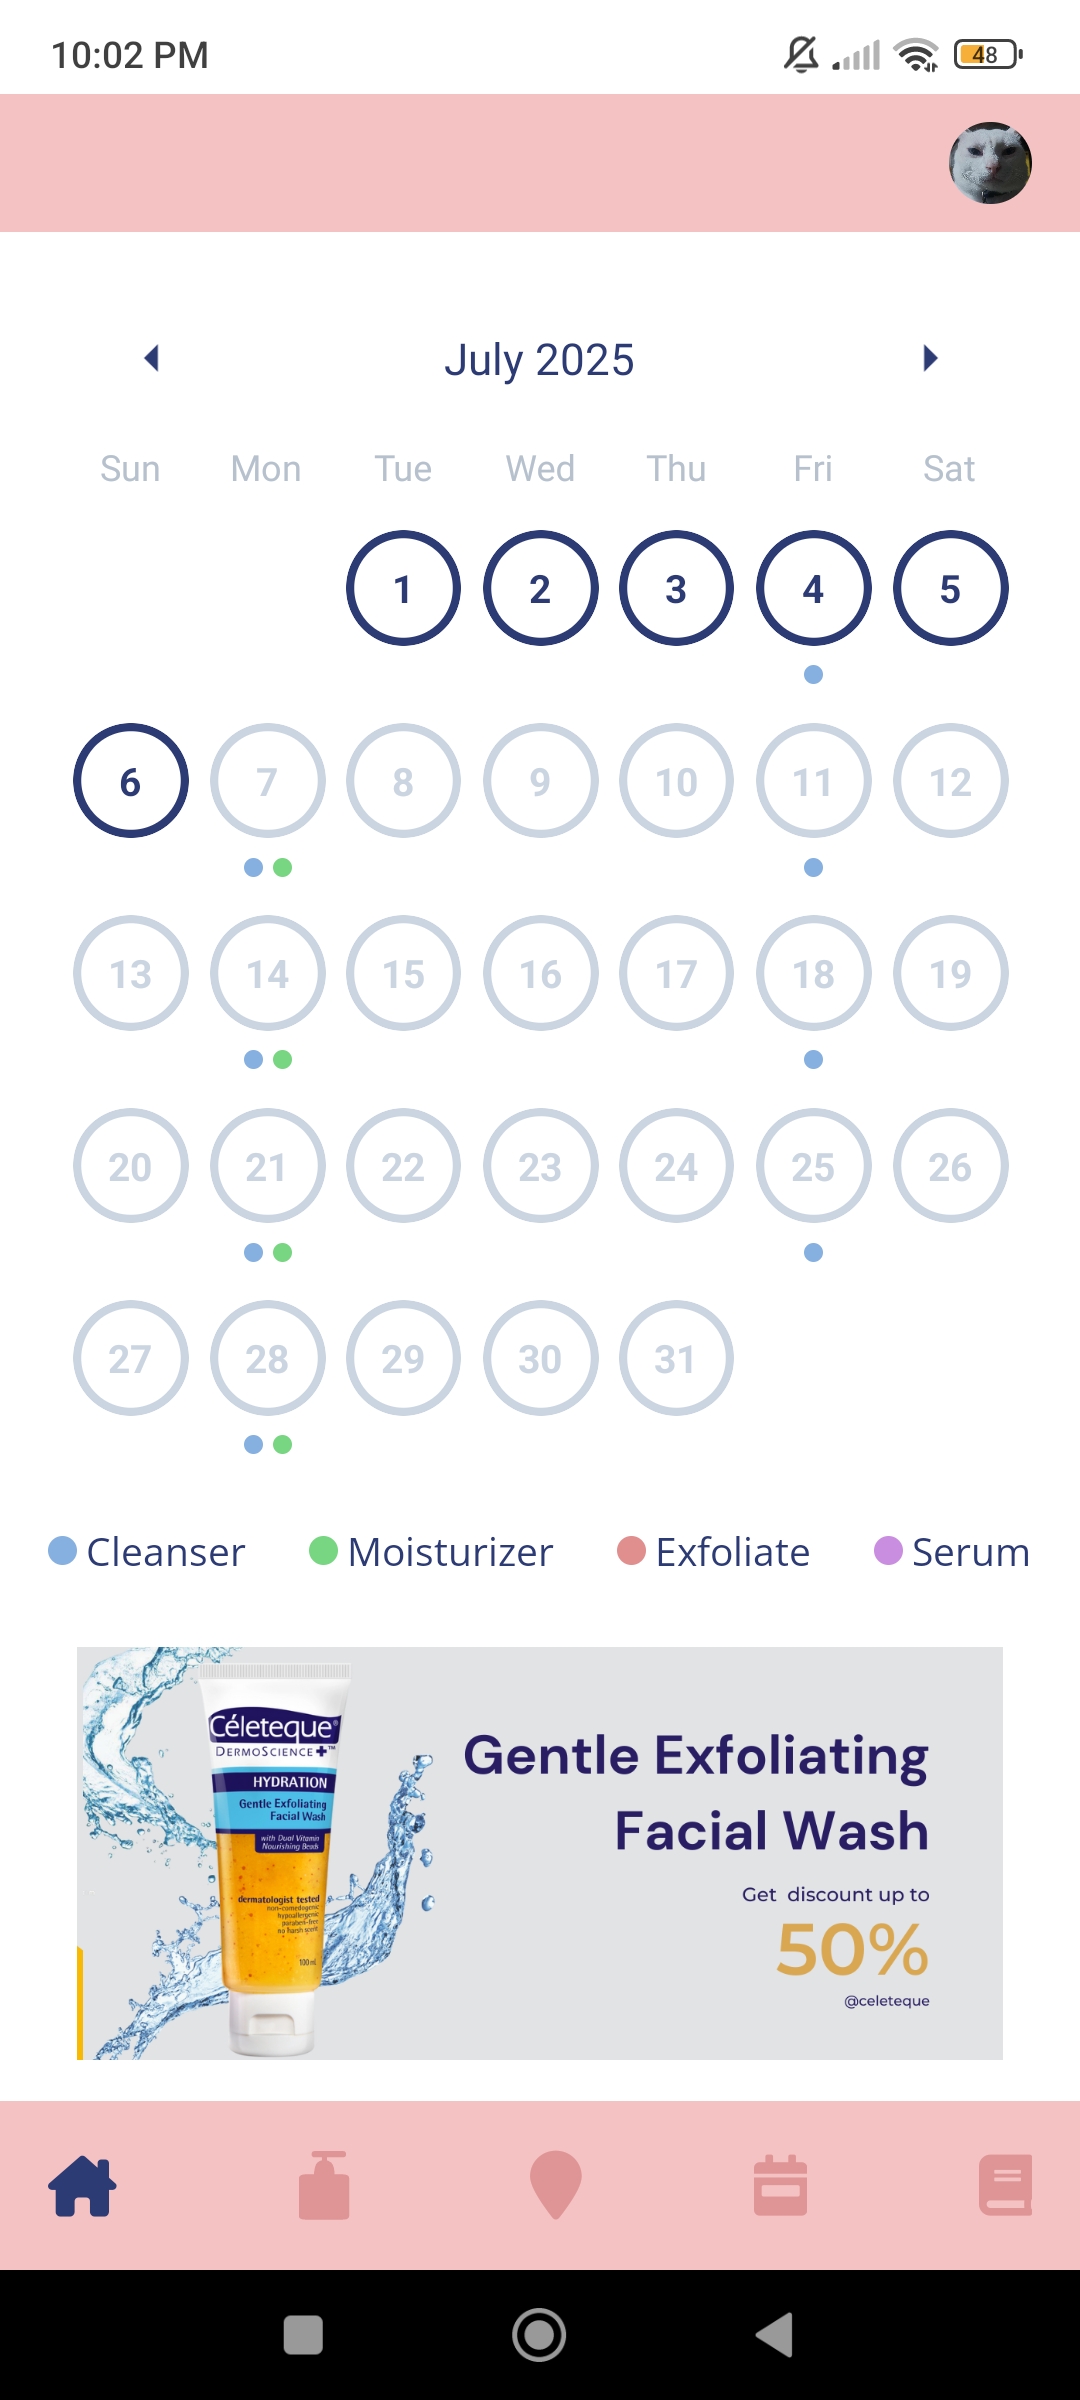 10:02 PM
48
July 2025
Sun Mon Tue Wed Thu Fri Sat
1 2 3 4 5
6 7 8 9 10 11 12
13 14 15 16 17 18 19
20 21 22 23 24 25 26
27 28 29 30 31
Cleanser Moisturizer Exfoliate Serum
Céleteque®
DERMOSCIENCE+™
HYDRATION
Gentle Exfoliating
Facial Wash
with Dual Vitamin
Nourishing Beads
dermatologist tested
non-comedogenic
hypoallergenic
paraben-free
no harsh scent
100mL
Gentle Exfoliating
Facial Wash
Get discount up to
50%
@celeteque